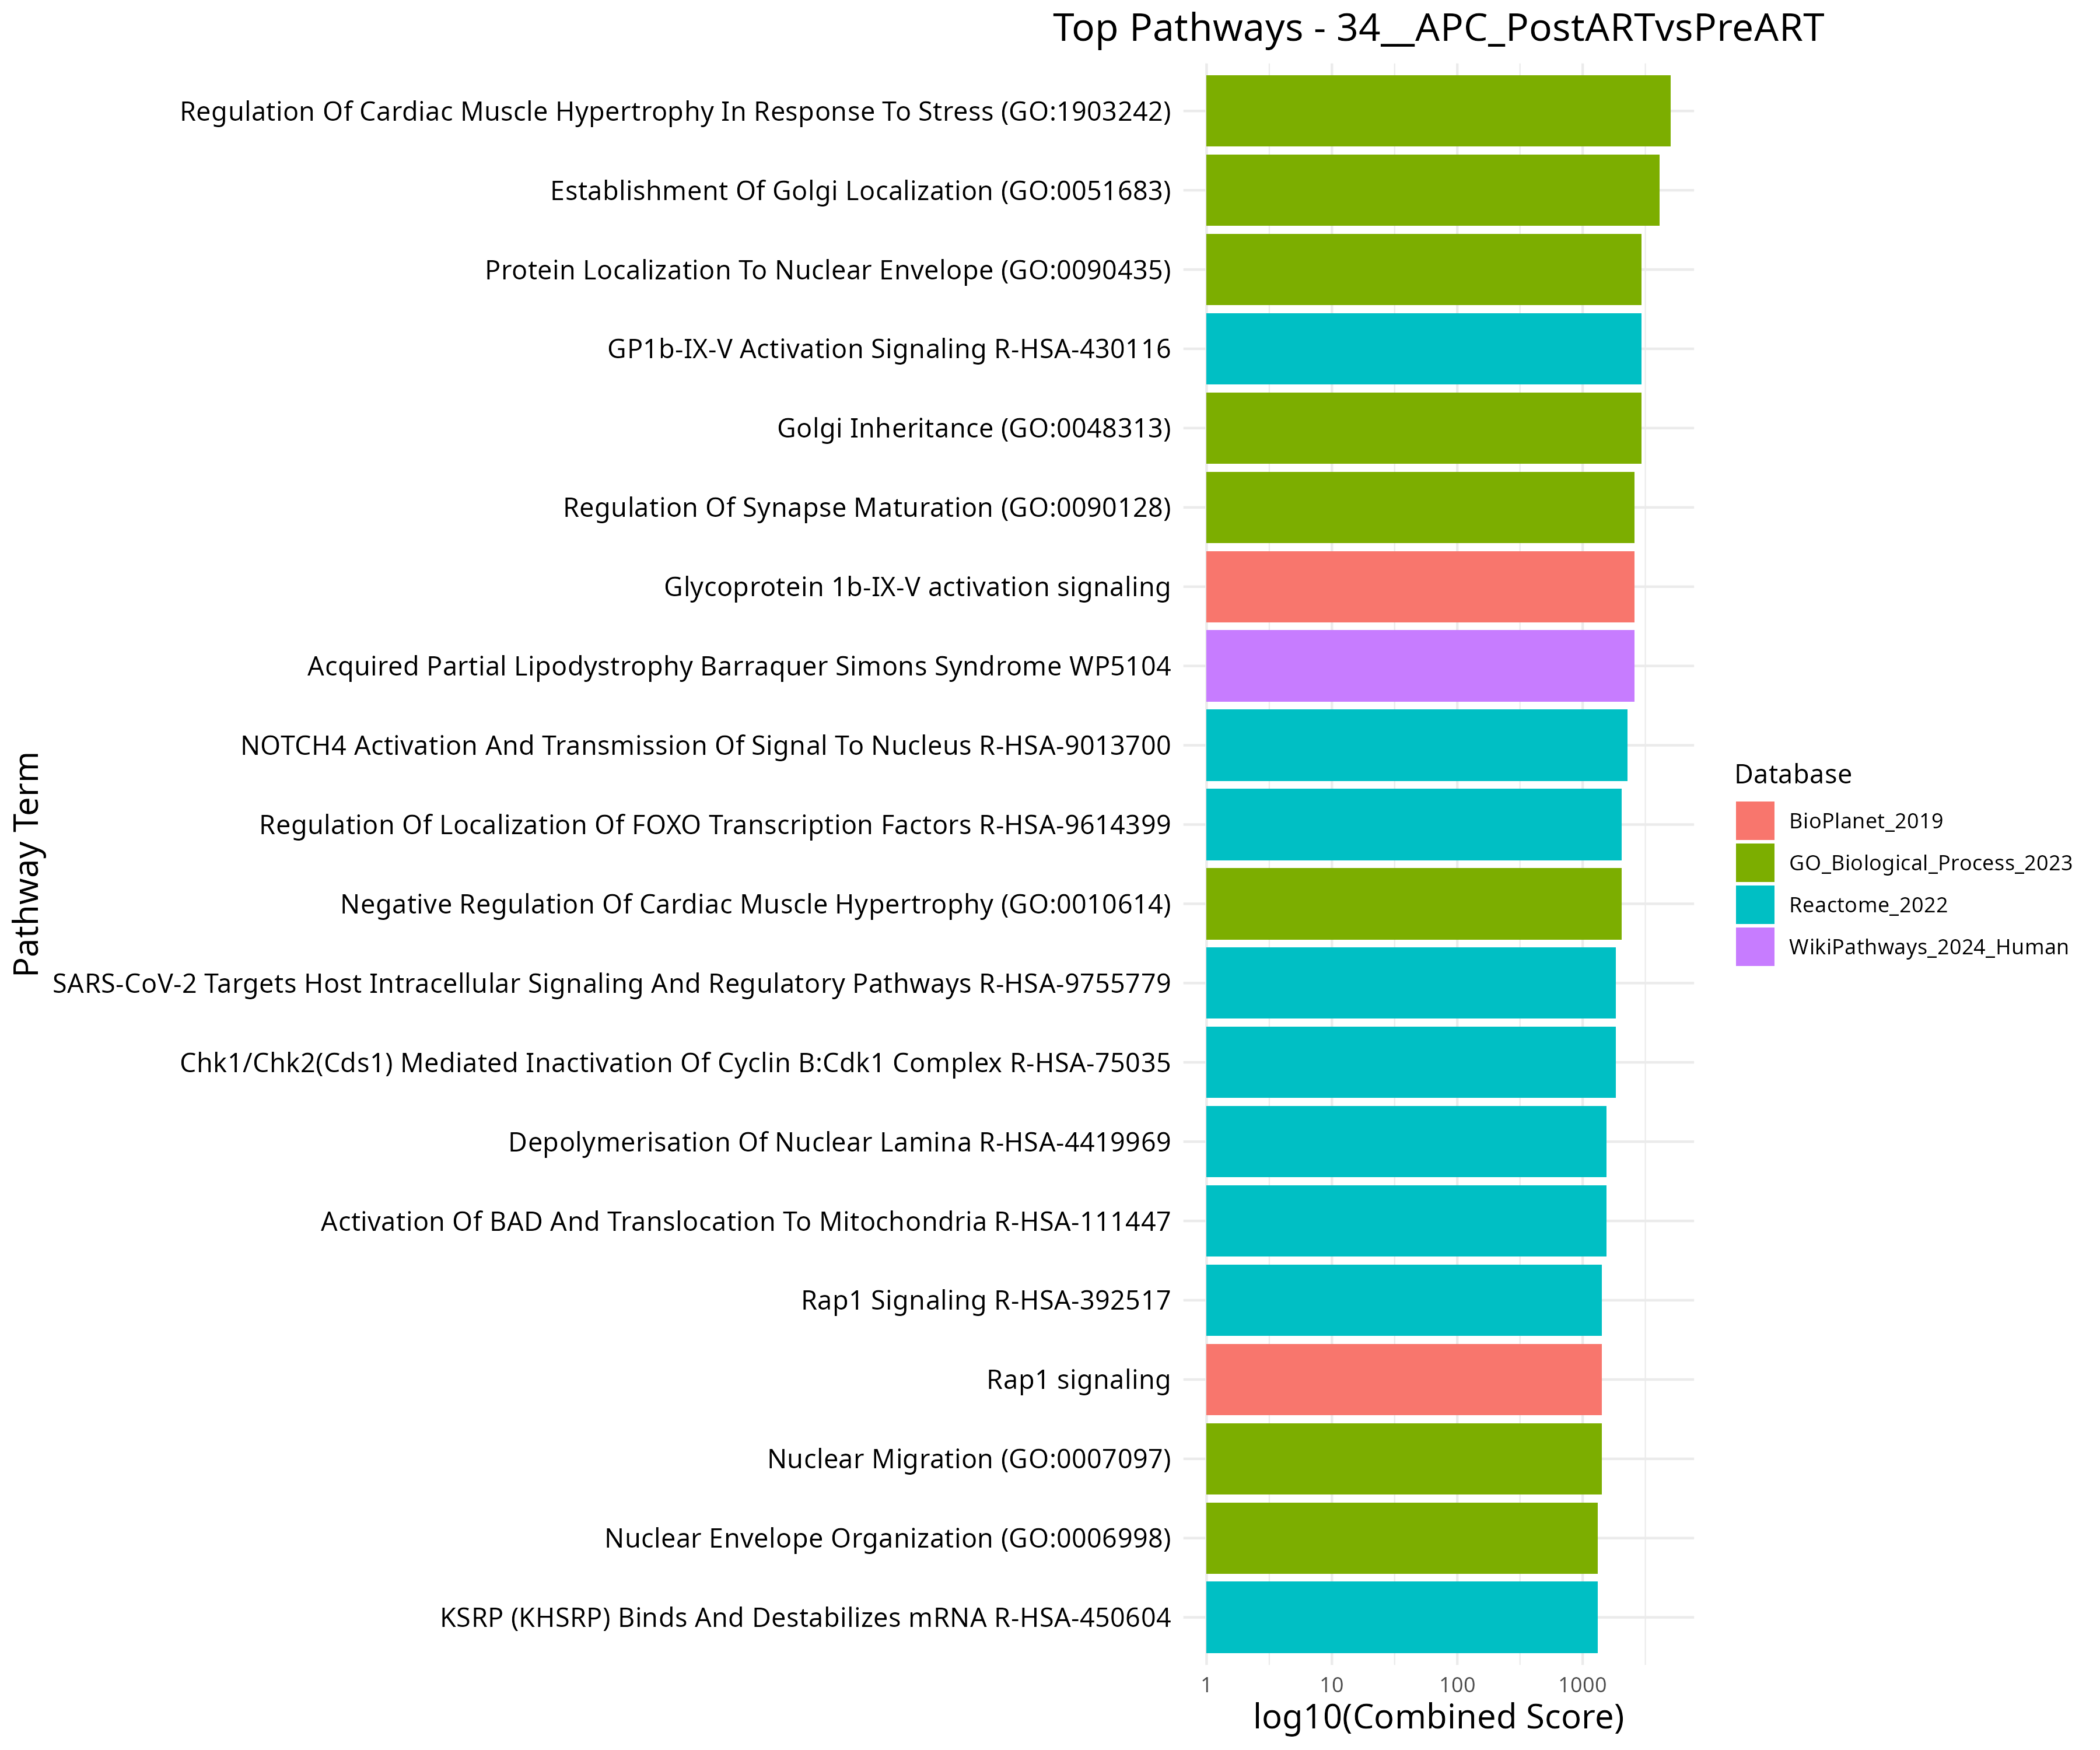 Top Pathways - 34__APC_PostARTvsPreART
Regulation Of Cardiac Muscle Hypertrophy In Response To Stress (GO:1903242)
Establishment Of Golgi Localization (GO:0051683)
Protein Localization To Nuclear Envelope (GO:0090435)
GP1b-IX-V Activation Signaling R-HSA-430116
Golgi Inheritance (GO:0048313)
Regulation Of Synapse Maturation (GO:0090128)
Glycoprotein 1b-IX-V activation signaling
Acquired Partial Lipodystrophy Barraquer Simons Syndrome WP5104
NOTCH4 Activation And Transmission Of Signal To Nucleus R-HSA-9013700
Regulation Of Localization Of FOXO Transcription Factors R-HSA-9614399
Negative Regulation Of Cardiac Muscle Hypertrophy (GO:0010614)
SARS-CoV-2 Targets Host Intracellular Signaling And Regulatory Pathways R-HSA-9755779
Chk1/Chk2(Cds1) Mediated Inactivation Of Cyclin B:Cdk1 Complex R-HSA-75035
Depolymerisation Of Nuclear Lamina R-HSA-4419969
Activation Of BAD And Translocation To Mitochondria R-HSA-111447
Rap1 Signaling R-HSA-392517
Rap1 signaling
Nuclear Migration (GO:0007097)
Nuclear Envelope Organization (GO:0006998)
KSRP (KHSRP) Binds And Destabilizes mRNA R-HSA-450604
Pathway Term
1 10 100 1000
log10(Combined Score)
Database
BioPlanet_2019
GO_Biological_Process_2023
Reactome_2022
WikiPathways_2024_Human